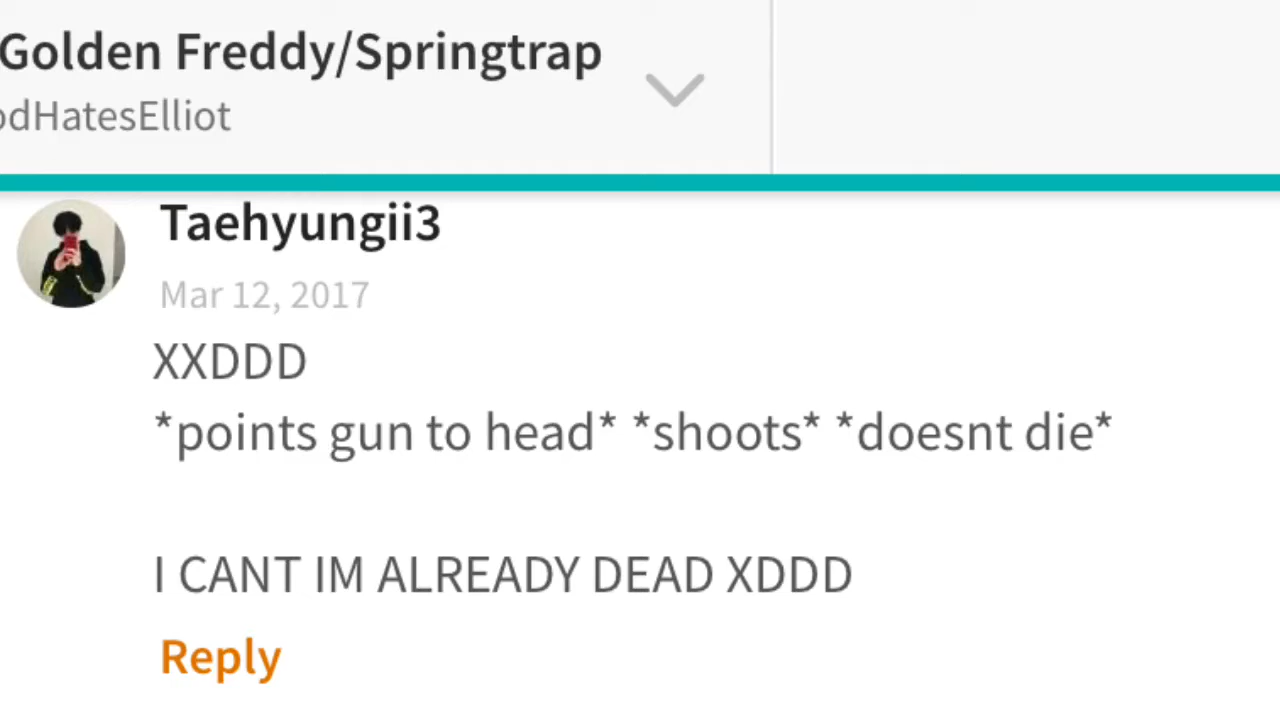 Golden Freddy/Springtrap
odHatesElliot
Taehyungii3
Mar 12, 2017
XXDDD
*points gun to head* *shoots* *doesnt die*
I CANT IM ALREADY DEAD XDDD
Reply